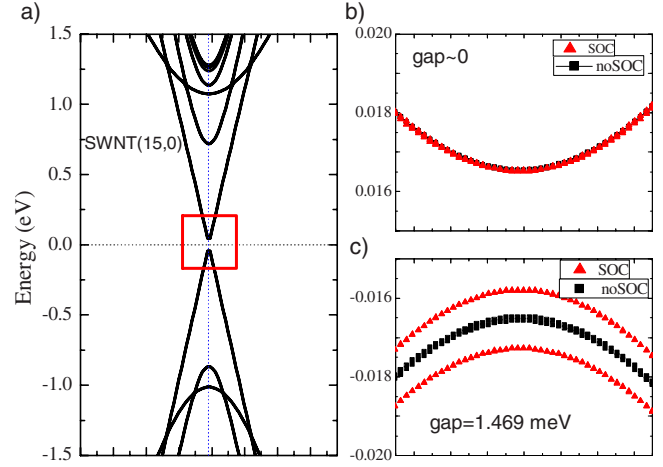 a)
1.5
1.0
0.5
0.0
-0.5
-1.0
-1.5
Energy (eV)
SWNT(15,0)
b)
0.020
0.018
0.016
gap~0
SOC
noSOC
c)
-0.016
-0.018
-0.020
SOC
noSOC
gap=1.469 meV